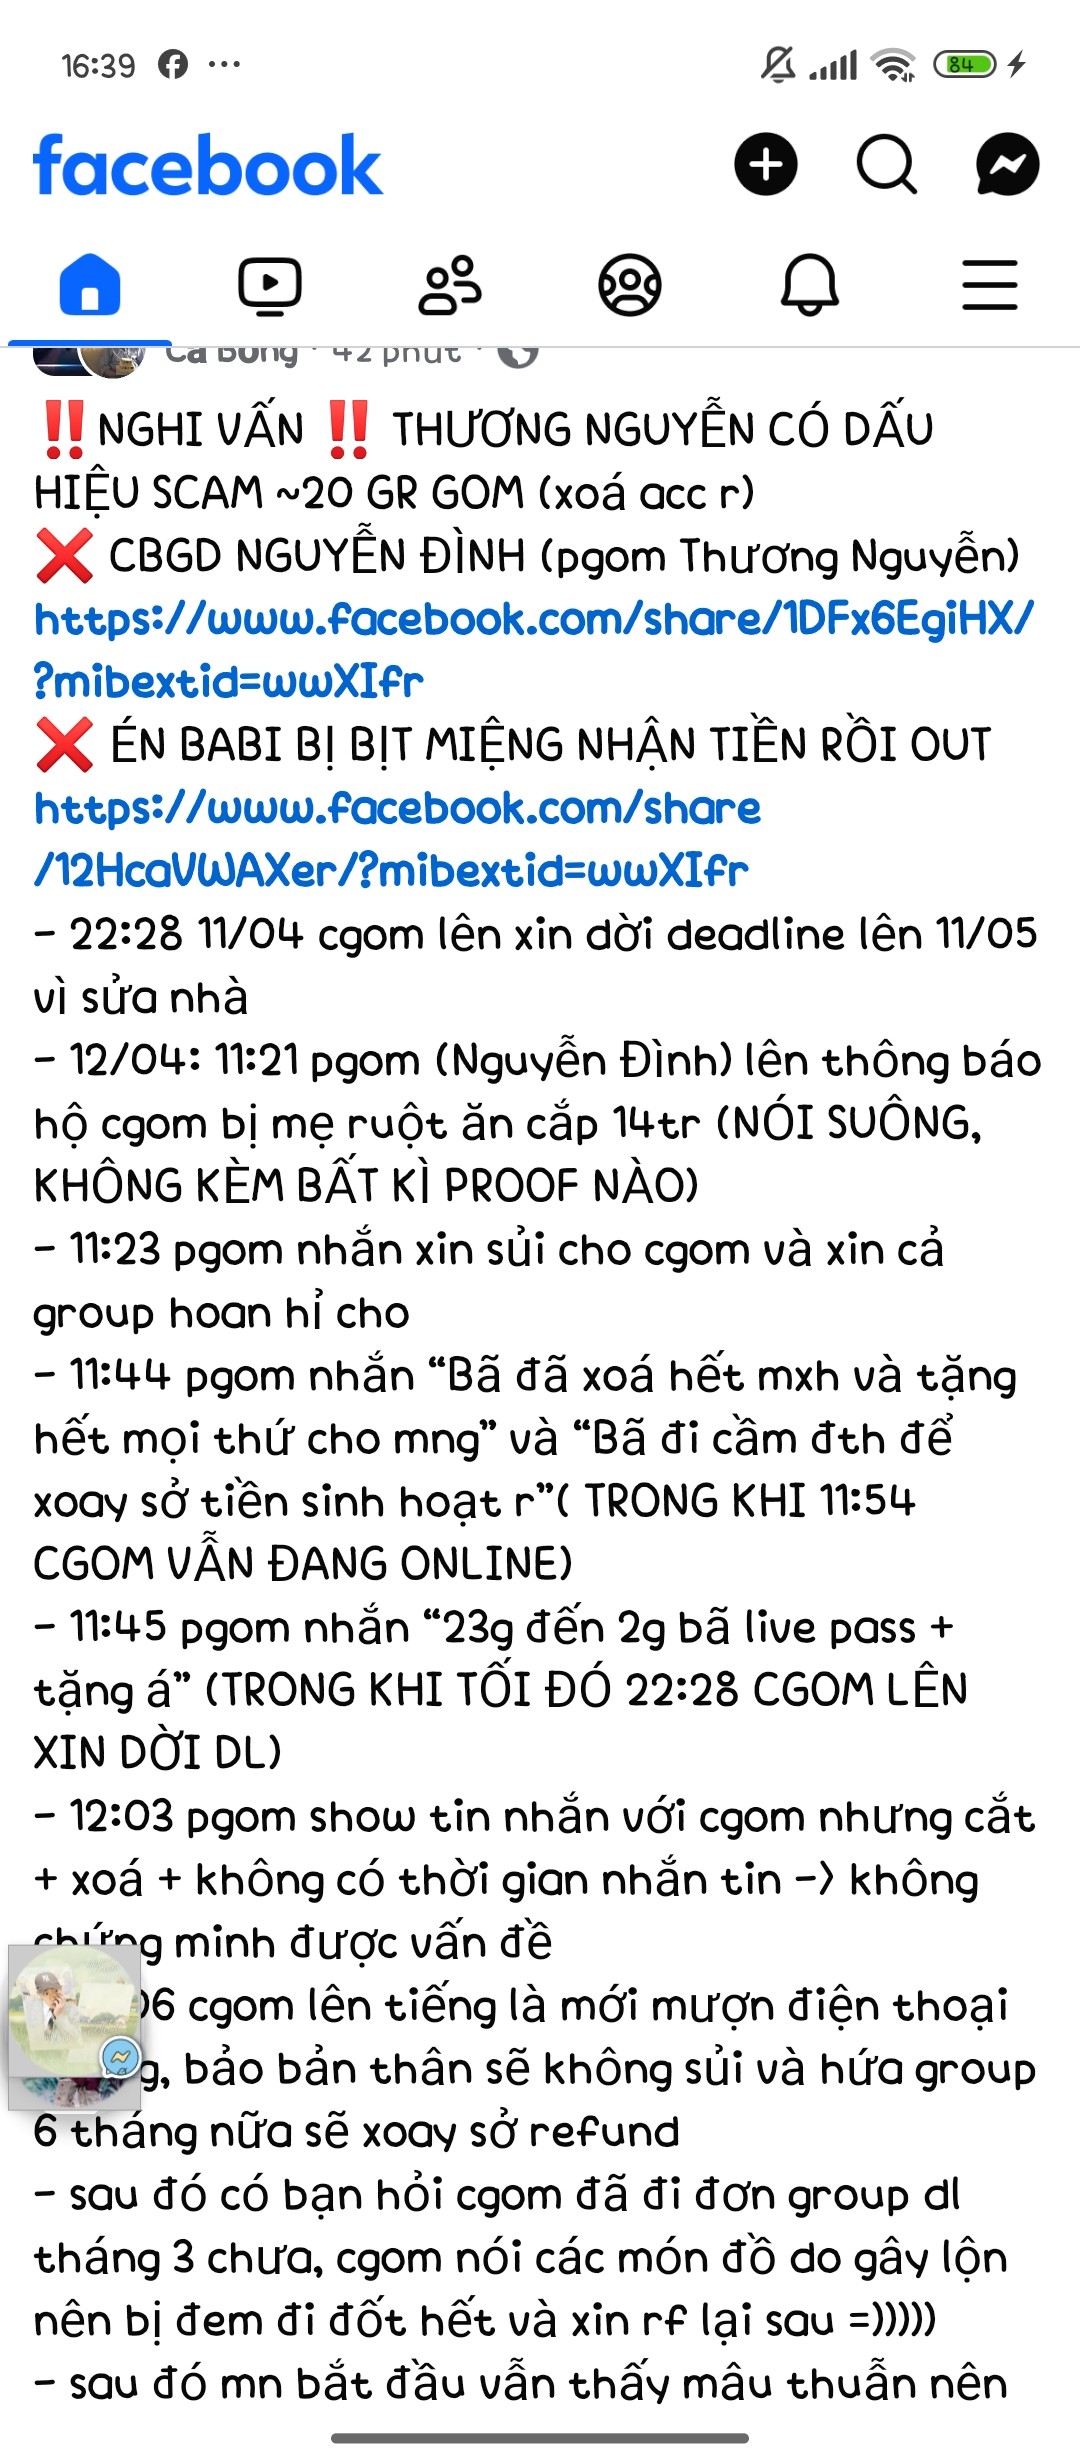 16:39
84
facebook
Cá Bống · 42 phút ·
‼️NGHI VẤN ‼️ THƯƠNG NGUYỄN CÓ DẤU
HIỆU SCAM ~20 GR GOM (xoá acc r)
❌ CBGD NGUYỄN ĐÌNH (pgom Thương Nguyễn)
https://www.facebook.com/share/1DFx6EgiHX/
?mibextid=wwXIfr
❌ ÉN BABI BỊ BỊT MIỆNG NHẬN TIỀN RỒI OUT
https://www.facebook.com/share
/12HcaVWAXer/?mibextid=wwXIfr
- 22:28 11/04 cgom lên xin dời deadline lên 11/05
vì sửa nhà
- 12/04: 11:21 pgom (Nguyễn Đình) lên thông báo
hộ cgom bị mẹ ruột ăn cắp 14tr (NÓI SUÔNG,
KHÔNG KÈM BẤT KÌ PROOF NÀO)
- 11:23 pgom nhắn xin sủi cho cgom và xin cả
group hoan hỉ cho
- 11:44 pgom nhắn “Bã đã xoá hết mxh và tặng
hết mọi thứ cho mng” và “Bã đi cầm đth để
xoay sở tiền sinh hoạt r”( TRONG KHI 11:54
CGOM VẪN ĐANG ONLINE)
- 11:45 pgom nhắn “23g đến 2g bã live pass +
tặng á” (TRONG KHI TỐI ĐÓ 22:28 CGOM LÊN
XIN DỜI DL)
- 12:03 pgom show tin nhắn với cgom nhưng cắt
+ xoá + không có thời gian nhắn tin -> không
chứng minh được vấn đề
06 cgom lên tiếng là mới mượn điện thoại
g, bảo bản thân sẽ không sủi và hứa group
6 tháng nữa sẽ xoay sở refund
- sau đó có bạn hỏi cgom đã đi đơn group dl
tháng 3 chưa, cgom nói các món đồ do gây lộn
nên bị đem đi đốt hết và xin rf lại sau =)))))
- sau đó mn bắt đầu vẫn thấy mâu thuẫn nên